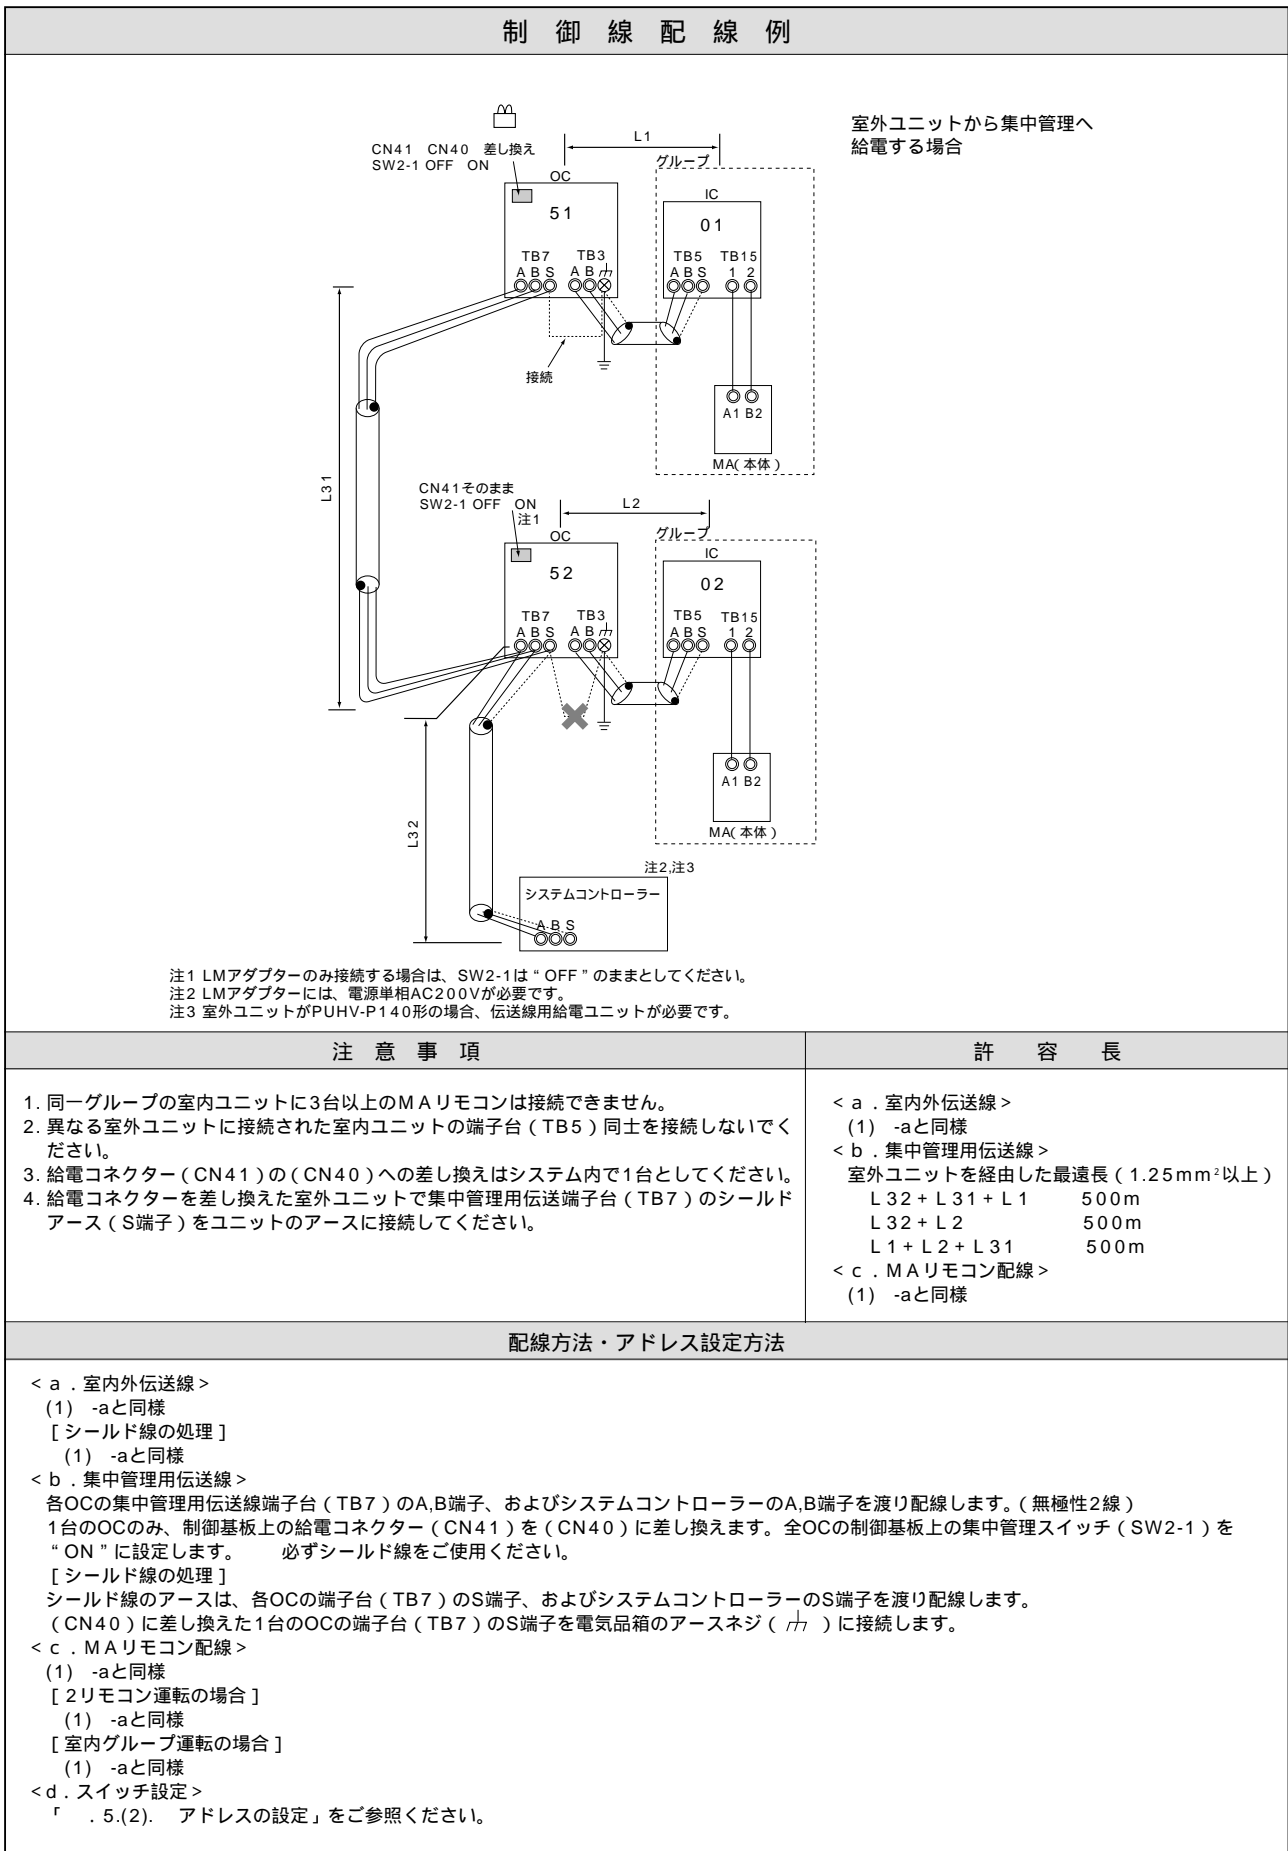 制御線配線例
室外ユニットから集中管理へ
給電する場合
CN41 CN40 差し換え
SW2-1 OFF ON
L1
グループ
OC
51
TB7 TB3
A B S A B
IC
01
TB5 TB15
A B S 1 2
接続
A1 B2
MA(本体)
L31
CN41そのまま
SW2-1 OFF ON
注1
L2
グループ
OC
52
TB7 TB3
A B S A B
IC
02
TB5 TB15
A B S 1 2
A1 B2
MA(本体)
L32
注2,注3
システムコントローラー
A B S
注1 LMアダプターのみ接続する場合は、SW2-1は“OFF”のままとしてください。
注2 LMアダプターには、電源単相AC200Vが必要です。
注3 室外ユニットがPUHV-P140形の場合、伝送線用給電ユニットが必要です。
注意事項
1. 同一グループの室内ユニットに3台以上のMAリモコンは接続できません。
2. 異なる室外ユニットに接続された室内ユニットの端子台(TB5)同士を接続しないでく
ださい。
3. 給電コネクター(CN41)の(CN40)への差し換えはシステム内で1台としてください。
4. 給電コネクターを差し換えた室外ユニットで集中管理用伝送端子台(TB7)のシールド
アース(S端子)をユニットのアースに接続してください。
許容長
<a.室内外伝送線>
(1) -aと同様
<b.集中管理用伝送線>
室外ユニットを経由した最遠長(1.25mm²以上)
L32+L31+L1 500m
L32+L2 500m
L1+L2+L31 500m
<c.MAリモコン配線>
(1) -aと同様
配線方法・アドレス設定方法
<a.室内外伝送線>
(1) -aと同様
[シールド線の処理]
(1) -aと同様
<b.集中管理用伝送線>
各OCの集中管理用伝送線端子台(TB7)のA,B端子、およびシステムコントローラーのA,B端子を渡り配線します。(無極性2線)
1台のOCのみ、制御基板上の給電コネクター(CN41)を(CN40)に差し換えます。全OCの制御基板上の集中管理スイッチ(SW2-1)を
“ON”に設定します。 必ずシールド線をご使用ください。
[シールド線の処理]
シールド線のアースは、各OCの端子台(TB7)のS端子、およびシステムコントローラーのS端子を渡り配線します。
(CN40)に差し換えた1台のOCの端子台(TB7)のS端子を電気品箱のアースネジ( )に接続します。
<c.MAリモコン配線>
(1) -aと同様
[2リモコン運転の場合]
(1) -aと同様
[室内グループ運転の場合]
(1) -aと同様
<d.スイッチ設定>
「 .5.(2). アドレスの設定」をご参照ください。